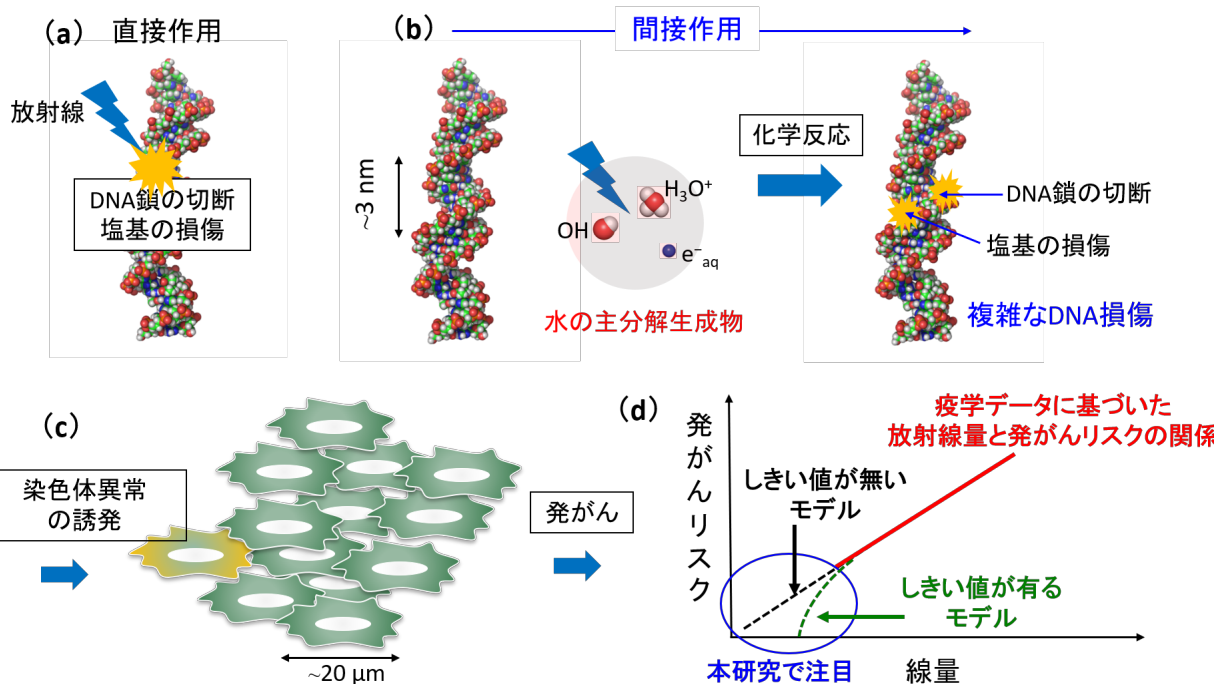 (a)
直接作用
放射線
DNA鎖の切断
塩基の損傷
(b)
間接作用
~3 nm
H₃O⁺
OH
e⁻aq
水の主分解生成物
化学反応
DNA鎖の切断
塩基の損傷
複雑なDNA損傷
(c)
染色体異常
の誘発
~20 μm
発がん
(d)
発がんリスク
疫学データに基づいた
放射線量と発がんリスクの関係
しきい値が無い
モデル
しきい値が有る
モデル
本研究で注目
線量